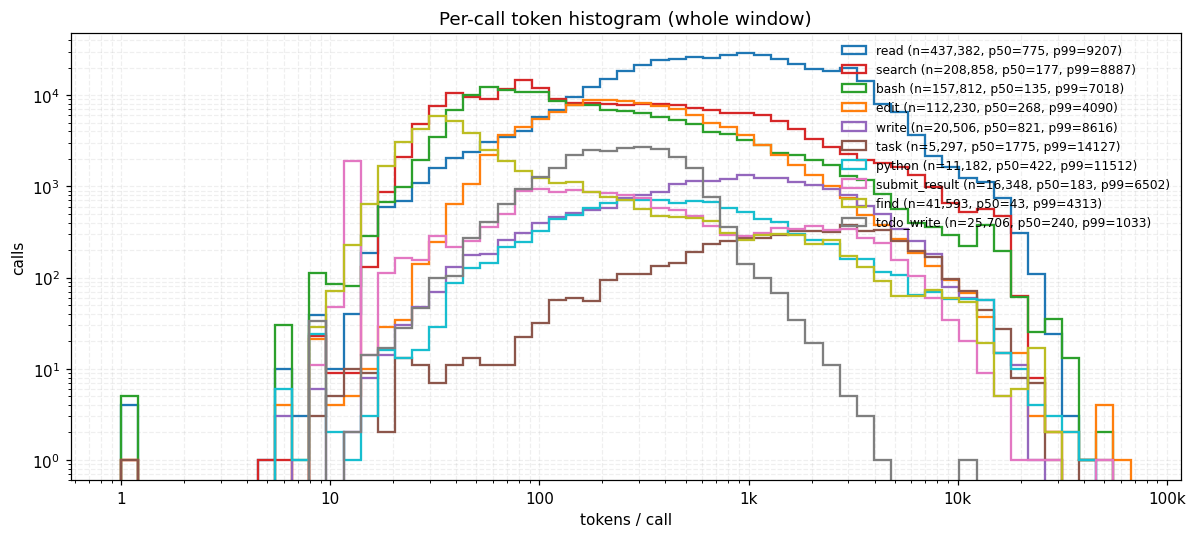 Per-call token histogram (whole window)
read (n=437,382, p50=775, p99=9207)
search (n=208,858, p50=177, p99=8887)
bash (n=157,812, p50=135, p99=7018)
edit (n=112,230, p50=268, p99=4090)
write (n=20,506, p50=821, p99=8616)
task (n=5,297, p50=1775, p99=14127)
python (n=11,182, p50=422, p99=11512)
submit_result (n=16,348, p50=183, p99=6502)
find (n=41,593, p50=43, p99=4313)
todo_write (n=25,706, p50=240, p99=1033)
calls
10⁴
10³
10²
10¹
10⁰
1 10 100 1k 10k 100k
tokens / call